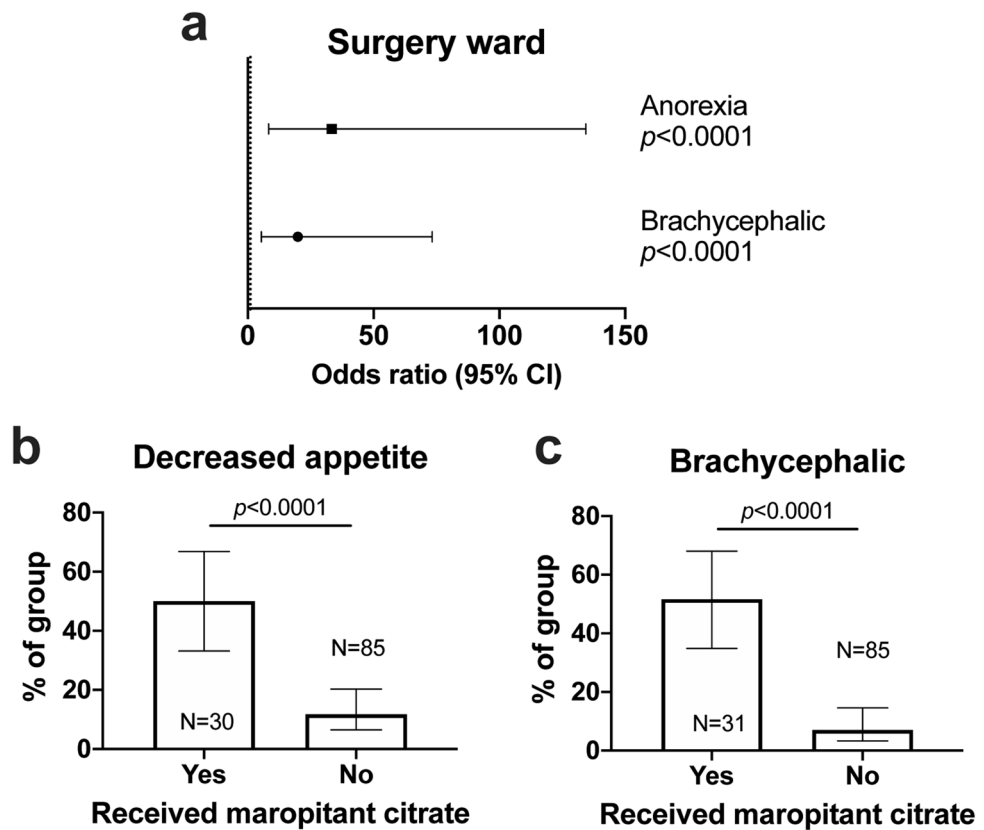 a
Surgery ward
Anorexia
p<0.0001
Brachycephalic
p<0.0001
0 50 100 150
Odds ratio (95% CI)
b
Decreased appetite
% of group
80
60
40
20
0
p<0.0001
N=85
N=30
Yes No
Received maropitant citrate
c
Brachycephalic
% of group
80
60
40
20
0
p<0.0001
N=85
N=31
Yes No
Received maropitant citrate